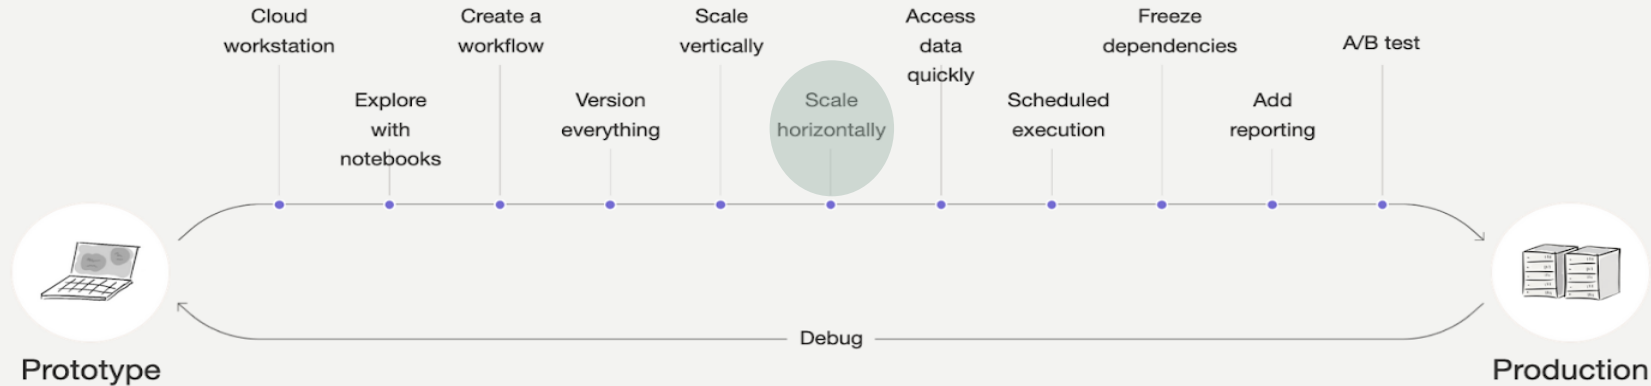 Cloud
workstation
Explore
with
notebooks
Create a
workflow
Version
everything
Scale
vertically
Scale
horizontally
Access
data
quickly
Scheduled
execution
Freeze
dependencies
Add
reporting
A/B test
Debug
Prototype
Production